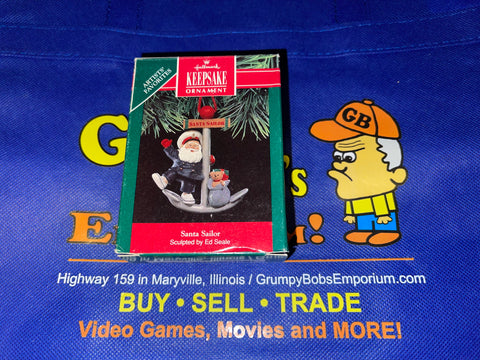 ARTISTS'
FAVORITES
Hallmark
KEEPSAKE
ORNAMENT
SANTA SAILOR
Santa Sailor
Sculpted by Ed Seale
GB
G 's
E m!
Highway 159 in Maryville, Illinois / GrumpyBobsEmporium.com
BUY • SELL • TRADE
Video Games, Movies and MORE!